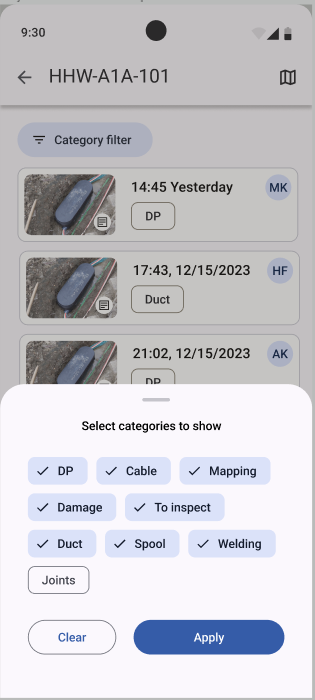 9:30
HHW-A1A-101
Category filter
14:45 Yesterday MK
DP
17:43, 12/15/2023 HF
Duct
21:02, 12/15/2023 AK
DP
Select categories to show
DP Cable Mapping
Damage To inspect
Duct Spool Welding
Joints
Clear Apply